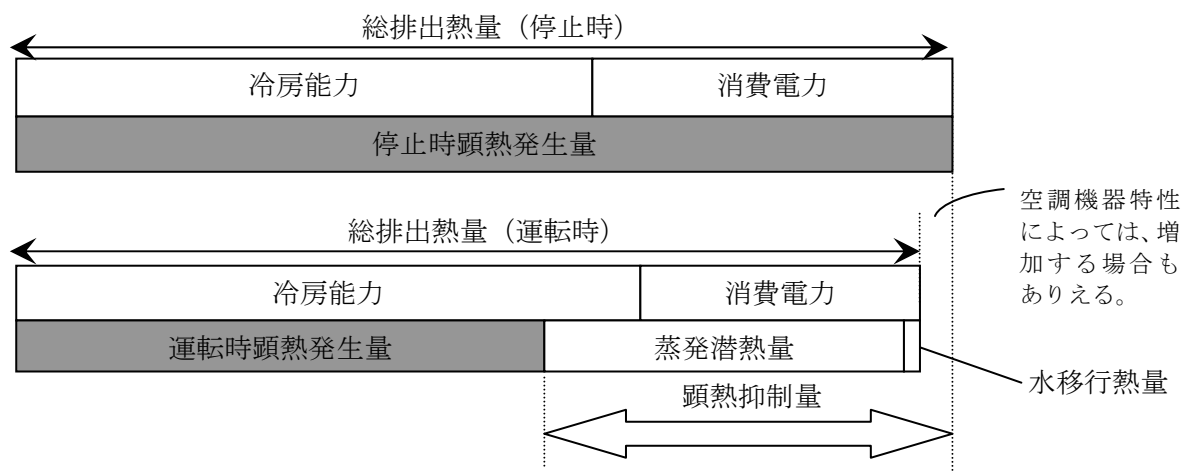 総排出熱量（停止時）
冷房能力
消費電力
停止時顕熱発生量
総排出熱量（運転時）
空調機器特性
によっては、増
加する場合も
ありえる。
冷房能力
消費電力
運転時顕熱発生量
蒸発潜熱量
水移行熱量
顕熱抑制量